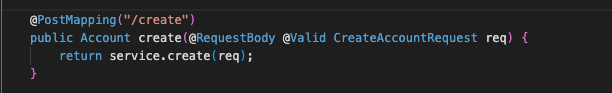 @PostMapping("/create")
public Account create(@RequestBody @Valid CreateAccountRequest req) {
return service.create(req);
}